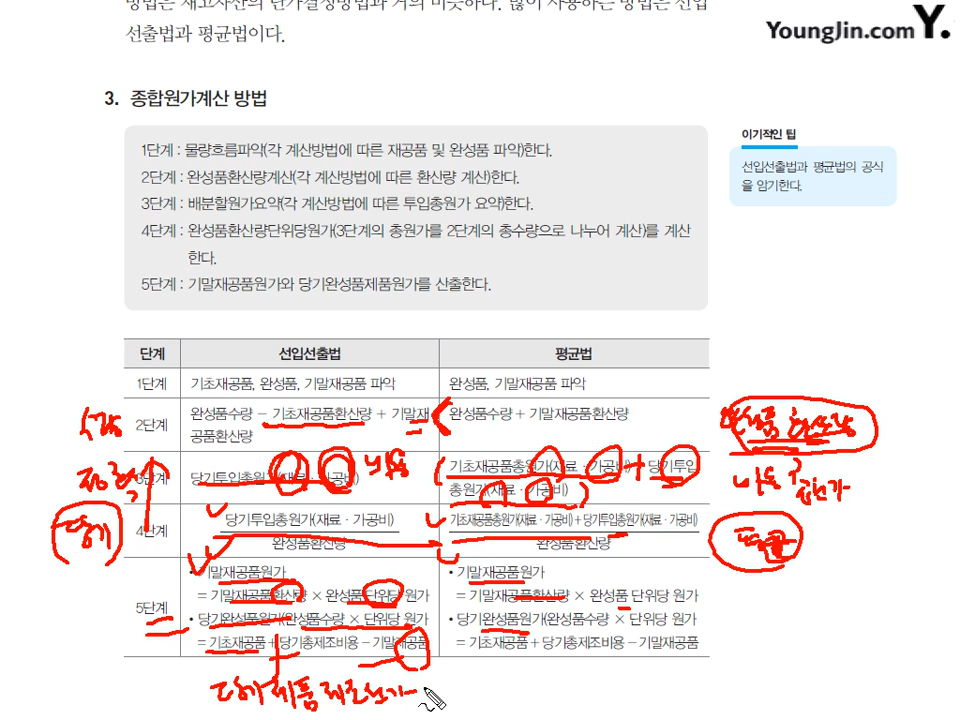 방법은 재고자산의 단가결정방법과 거의 비슷하다. 많이 사용하는 방법은 선입
선출법과 평균법이다.
YoungJin.com Y.
3. 종합원가계산 방법
1단계 : 물량흐름파악(각 계산방법에 따른 재공품 및 완성품 파악)한다.
2단계 : 완성품환산량계산(각 계산방법에 따른 환산량 계산)한다.
3단계 : 배분할원가요약(각 계산방법에 따른 투입총원가 요약)한다.
4단계 : 완성품환산량단위당원가(3단계의 총원가를 2단계의 총수량으로 나누어 계산)를 계산
한다.
5단계 : 기말재공품원가와 당기완성품제품원가를 산출한다.
이기적인 팁
선입선출법과 평균법의 공식
을 암기한다.
단계 선입선출법 평균법
1단계 기초재공품, 완성품, 기말재공품 파악 완성품, 기말재공품 파악
2단계 완성품수량 - 기초재공품환산량 + 기말재
공품환산량
완성품수량 + 기말재공품환산량
3단계 당기투입총원가(재료 · 가공비)
기초재공품총원가(재료 · 가공비) + 당기투입
총원가(재료 · 가공비)
4단계 당기투입총원가(재료 · 가공비)
완성품환산량
기초재공품총원가(재료 · 가공비) + 당기투입총원가(재료 · 가공비)
완성품환산량
5단계
• 기말재공품원가
= 기말재공품환산량 × 완성품단위당 원가
• 당기완성품원가(완성품수량 × 단위당 원가
= 기초재공품 + 당기총제조비용 - 기말재공품
• 기말재공품원가
= 기말재공품환산량 × 완성품 단위당 원가
• 당기완성품원가(완성품수량 × 단위당 원가
= 기초재공품 + 당기총제조비용 - 기말재공품
완성품 환산량
당기
당기제품제조원가